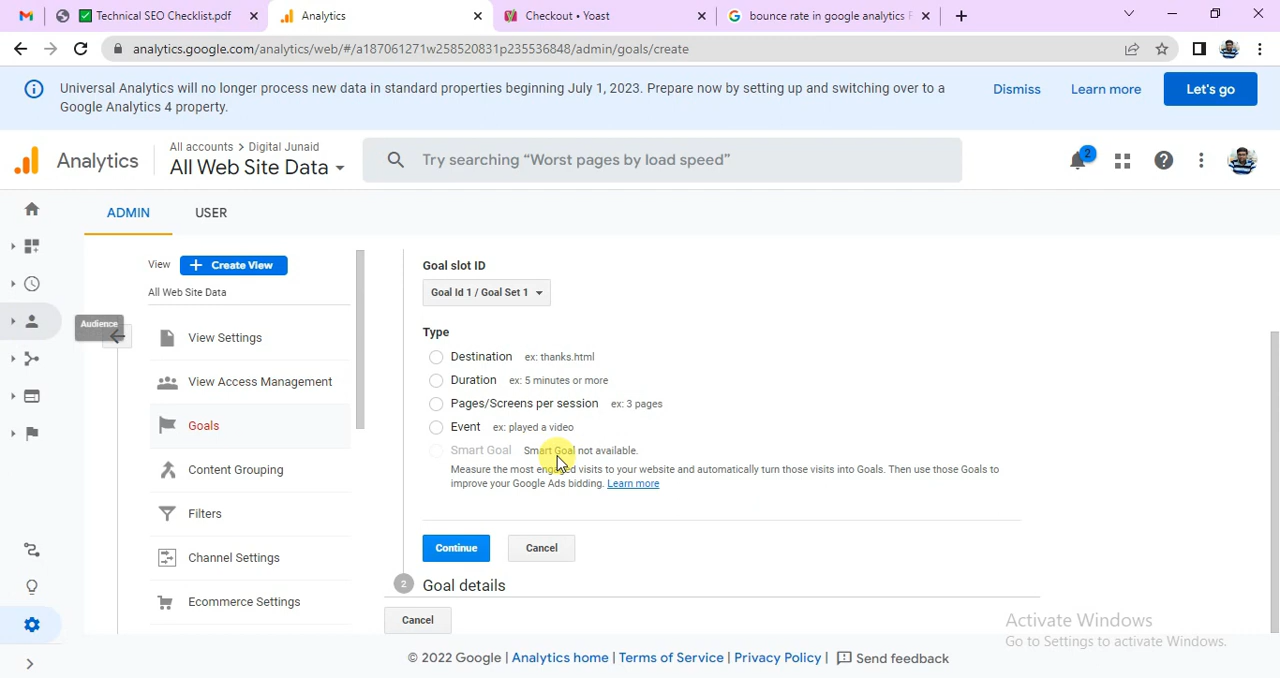 Technical SEO Checklist.pdf
Analytics
Checkout • Yoast
bounce rate in google analytics
analytics.google.com/analytics/web/#/a187061271w258520831p235536848/admin/goals/create
Universal Analytics will no longer process new data in standard properties beginning July 1, 2023. Prepare now by setting up and switching over to a
Google Analytics 4 property.
Dismiss
Learn more
Let's go
Analytics
All accounts > Digital Junaid
All Web Site Data
Try searching “Worst pages by load speed”
2
ADMIN
USER
View
+ Create View
All Web Site Data
Audience
View Settings
View Access Management
Goals
Content Grouping
Filters
Channel Settings
Ecommerce Settings
Goal slot ID
Goal Id 1 / Goal Set 1
Type
Destination ex: thanks.html
Duration ex: 5 minutes or more
Pages/Screens per session ex: 3 pages
Event ex: played a video
Smart Goal Smart Goal not available.
Measure the most engaged visits to your website and automatically turn those visits into Goals. Then use those Goals to
improve your Google Ads bidding. Learn more
Continue
Cancel
2 Goal details
Cancel
Activate Windows
Go to Settings to activate Windows.
© 2022 Google | Analytics home | Terms of Service | Privacy Policy | Send feedback